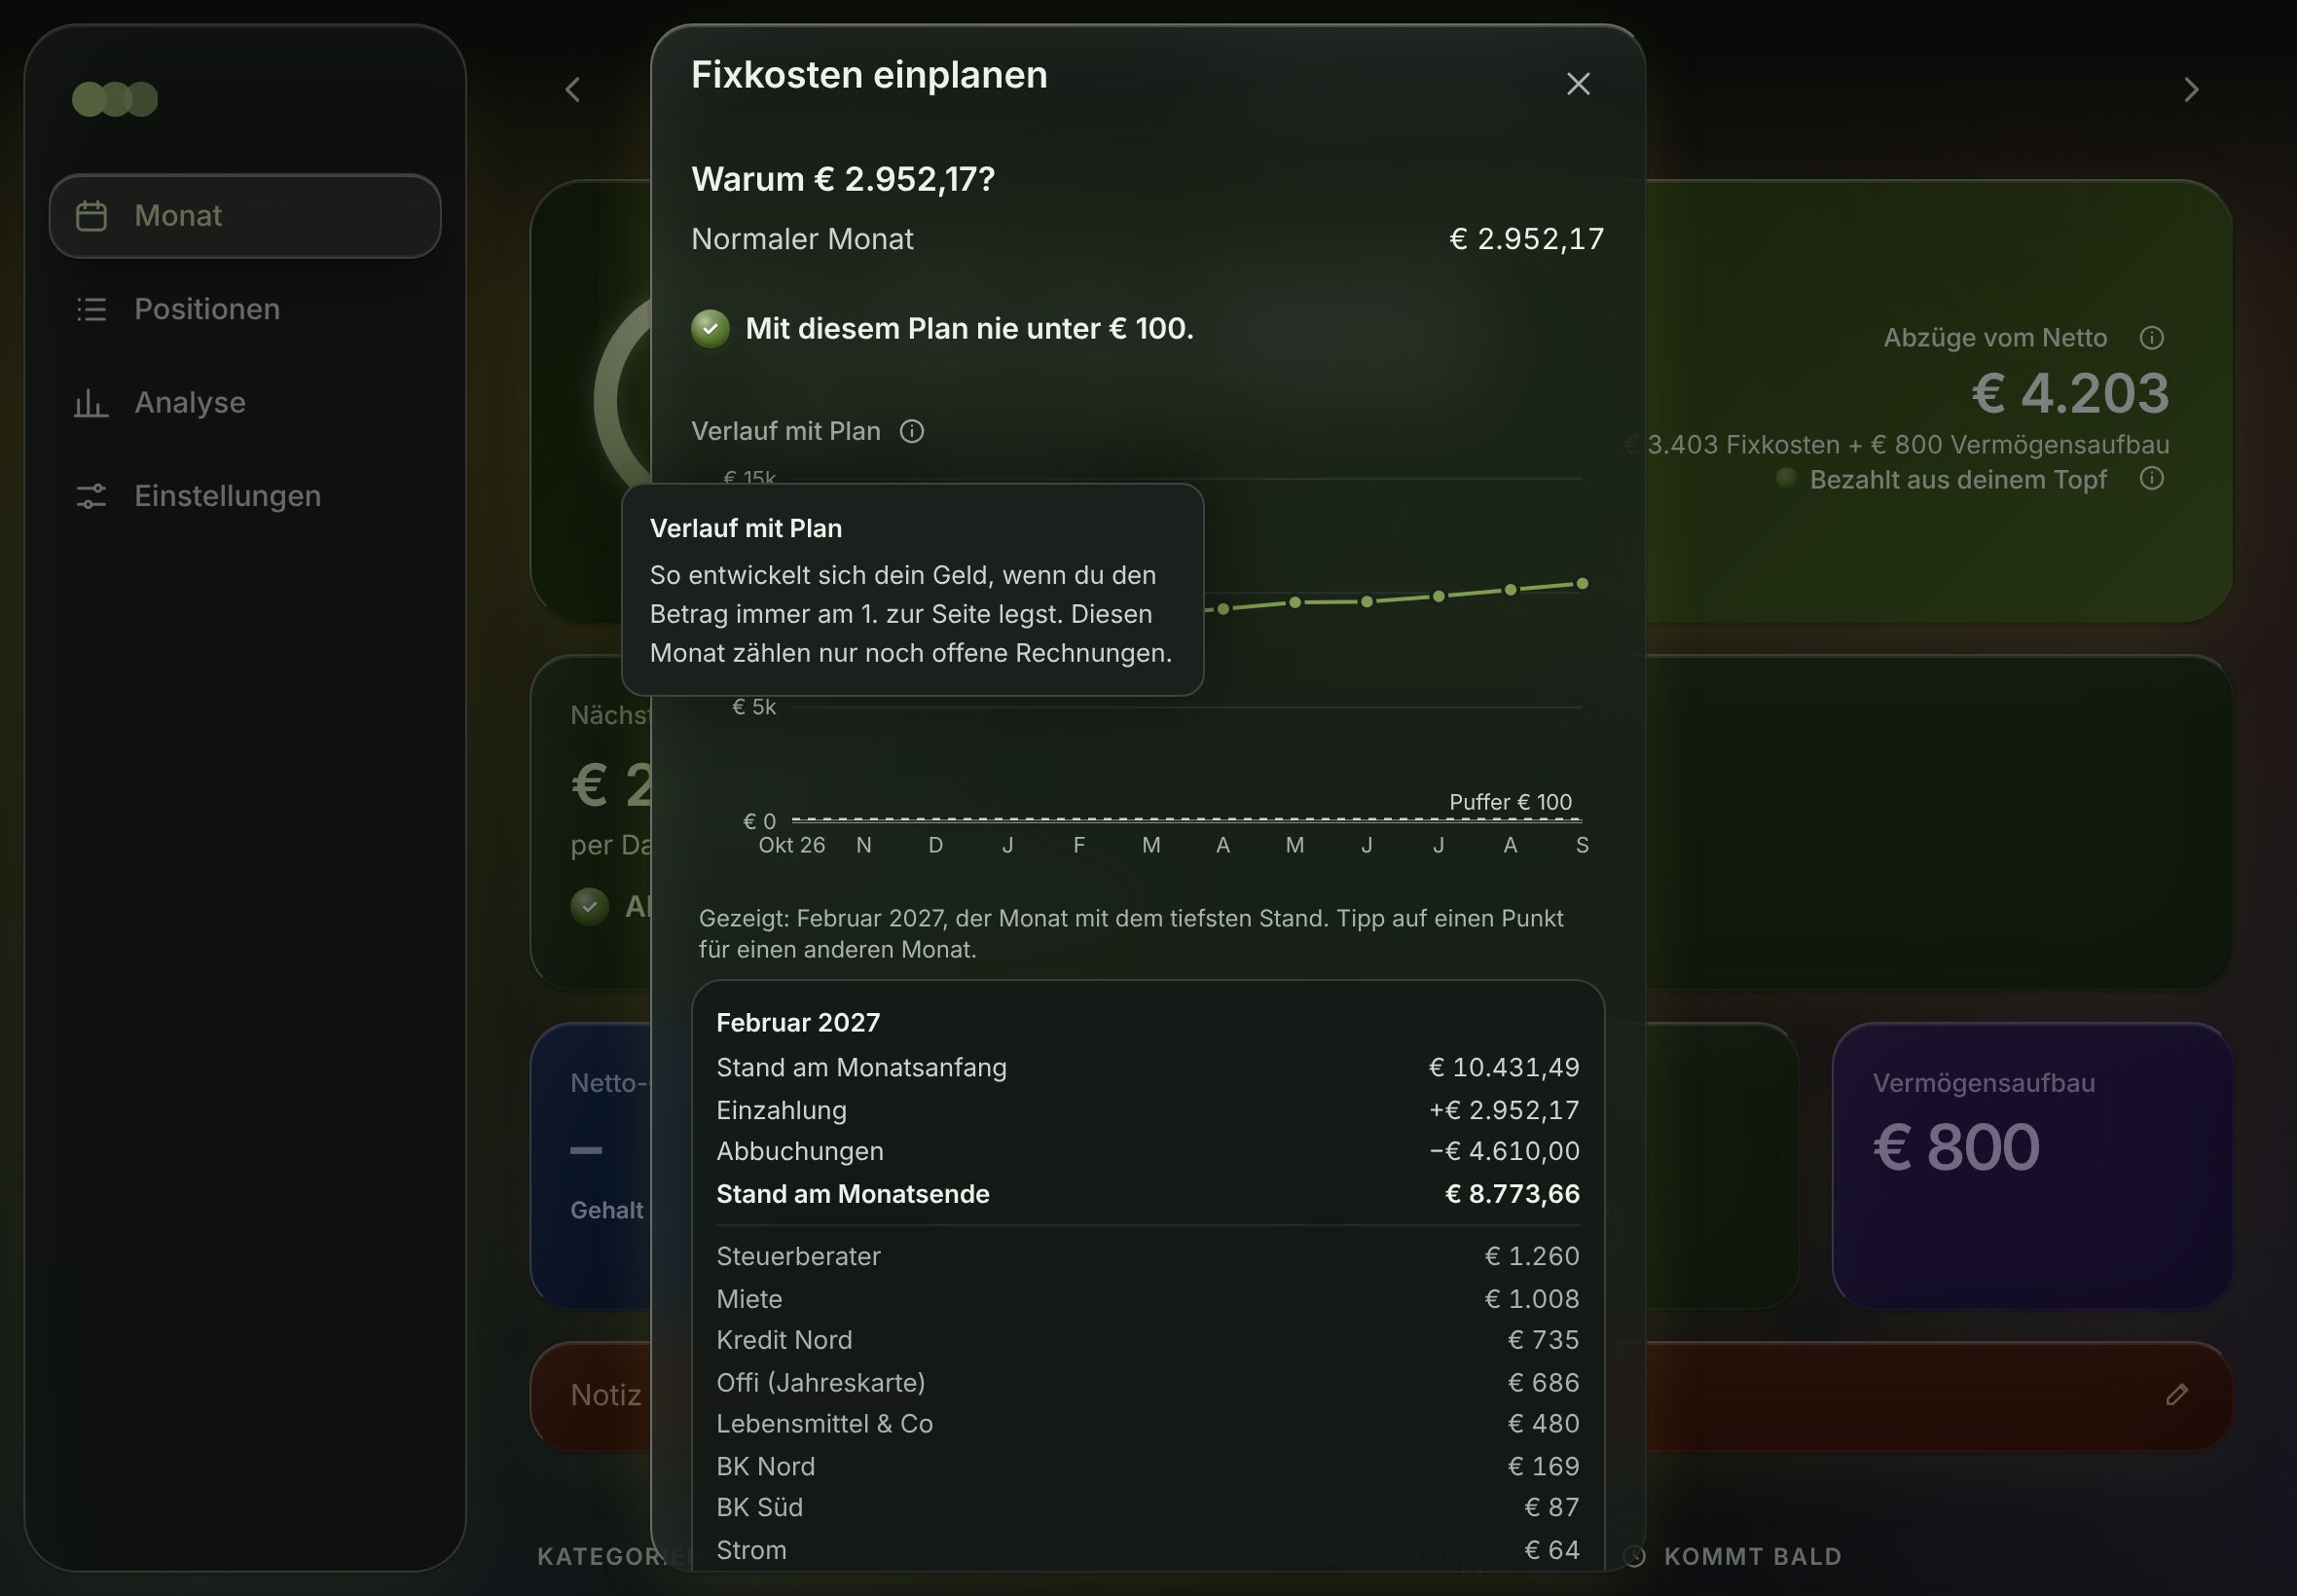 Monat
Positionen
Analyse
Einstellungen
Fixkosten einplanen
Warum € 2.952,17?
Normaler Monat € 2.952,17
Mit diesem Plan nie unter € 100.
Verlauf mit Plan
€ 15k
Verlauf mit Plan
So entwickelt sich dein Geld, wenn du den
Betrag immer am 1. zur Seite legst. Diesen
Monat zählen nur noch offene Rechnungen.
€ 5k
Puffer € 100
€ 0
Okt 26 N D J F M A M J J A S
Gezeigt: Februar 2027, der Monat mit dem tiefsten Stand. Tipp auf einen Punkt
für einen anderen Monat.
Februar 2027
Stand am Monatsanfang € 10.431,49
Einzahlung +€ 2.952,17
Abbuchungen −€ 4.610,00
Stand am Monatsende € 8.773,66
Steuerberater € 1.260
Miete € 1.008
Kredit Nord € 735
Offi (Jahreskarte) € 686
Lebensmittel & Co € 480
BK Nord € 169
BK Süd € 87
Strom € 64
Abzüge vom Netto
€ 4.203
€ 3.403 Fixkosten + € 800 Vermögensaufbau
Bezahlt aus deinem Topf
€ 2
per Da
Netto-
–
Gehalt
Vermögensaufbau
€ 800
Notiz
KOMMT BALD